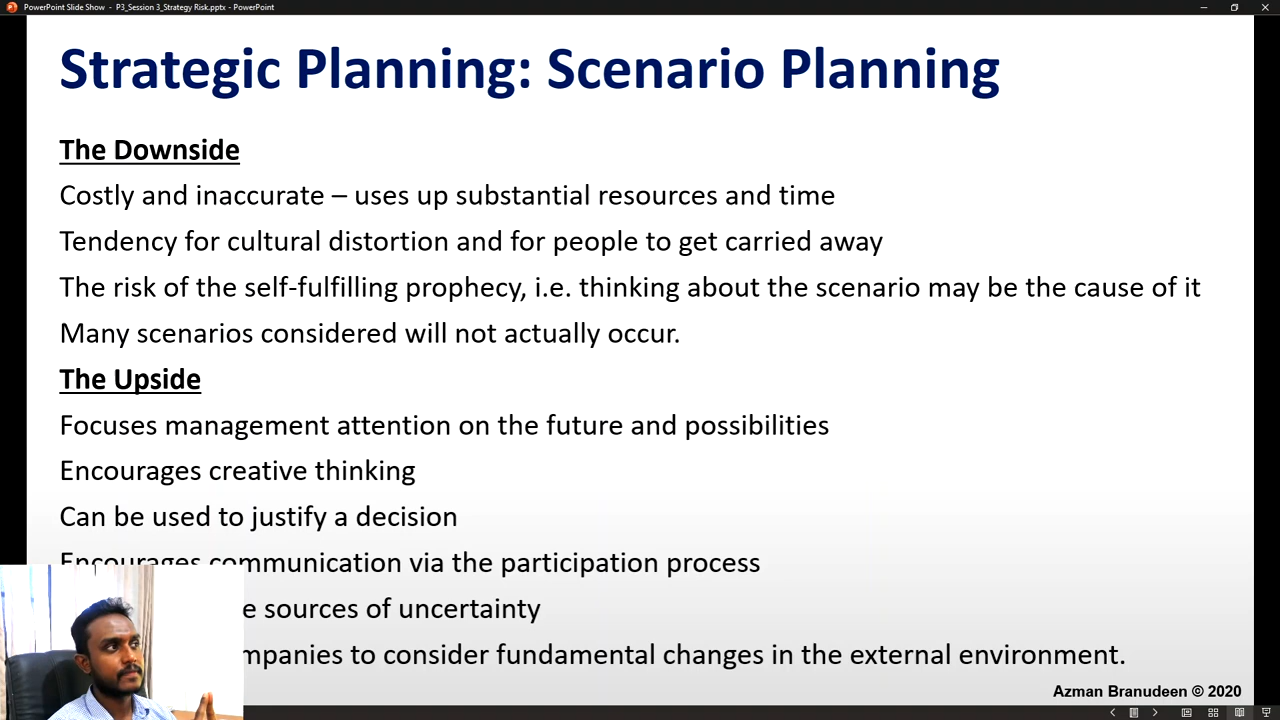 PowerPoint Slide Show - P3_Session 3_Strategy Risk.pptx - PowerPoint
Strategic Planning: Scenario Planning
The Downside
Costly and inaccurate – uses up substantial resources and time
Tendency for cultural distortion and for people to get carried away
The risk of the self-fulfilling prophecy, i.e. thinking about the scenario may be the cause of it
Many scenarios considered will not actually occur.
The Upside
Focuses management attention on the future and possibilities
Encourages creative thinking
Can be used to justify a decision
Encourages communication via the participation process
sources of uncertainty
to consider fundamental changes in the external environment.
Azman Branudeen © 2020